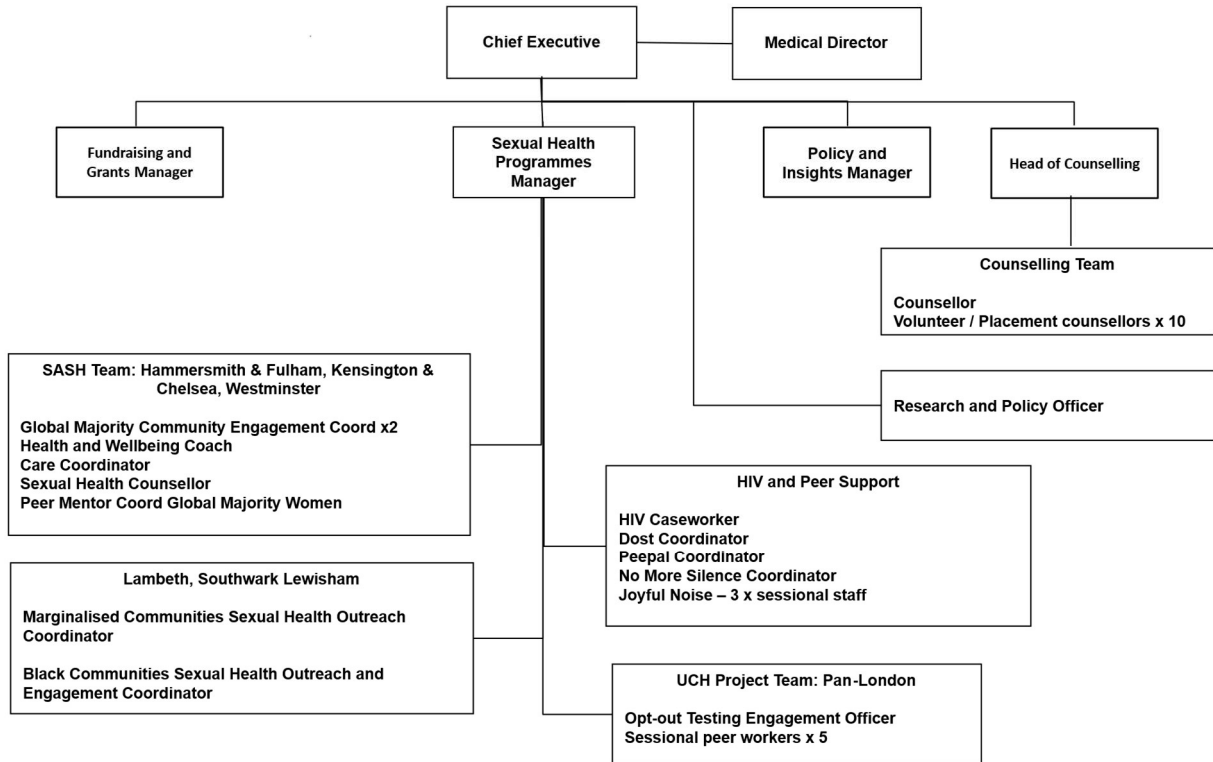 Chief Executive
Medical Director
Fundraising and
Grants Manager
Sexual Health
Programmes
Manager
Policy and
Insights Manager
Head of Counselling
Counselling Team
Counsellor
Volunteer / Placement counsellors x 10
SASH Team: Hammersmith & Fulham, Kensington &
Chelsea, Westminster
Global Majority Community Engagement Coord x2
Health and Wellbeing Coach
Care Coordinator
Sexual Health Counsellor
Peer Mentor Coord Global Majority Women
Research and Policy Officer
HIV and Peer Support
HIV Caseworker
Dost Coordinator
Peepal Coordinator
No More Silence Coordinator
Joyful Noise – 3 x sessional staff
Lambeth, Southwark Lewisham
Marginalised Communities Sexual Health Outreach
Coordinator
Black Communities Sexual Health Outreach and
Engagement Coordinator
UCH Project Team: Pan-London
Opt-out Testing Engagement Officer
Sessional peer workers x 5